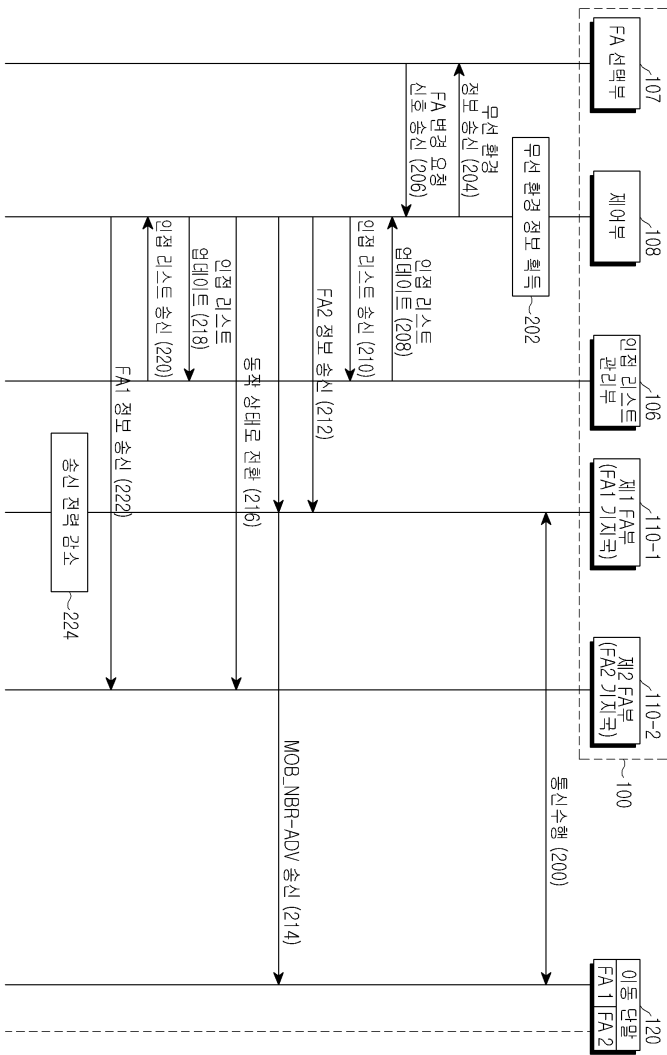 107
108
106
110-1
110-2
100
120
FA 선택부
제어부
인접 리스트
관리부
제1 FA부
(FA1 기지국)
제2 FA부
(FA2 기지국)
이동 단말
FA 1
FA 2
통신수행 (200)
무선 환경 정보 획득
202
무선 환경
정보 송신 (204)
FA 변경 요청
신호 송신 (206)
인접 리스트
업데이트 (208)
인접 리스트 송신 (210)
FA2 정보 송신 (212)
MOB_NBR-ADV 송신 (214)
동작 상태로 전환 (216)
인접 리스트
업데이트 (218)
인접 리스트 송신 (220)
FA1 정보 송신 (222)
송신 전력 감소
224